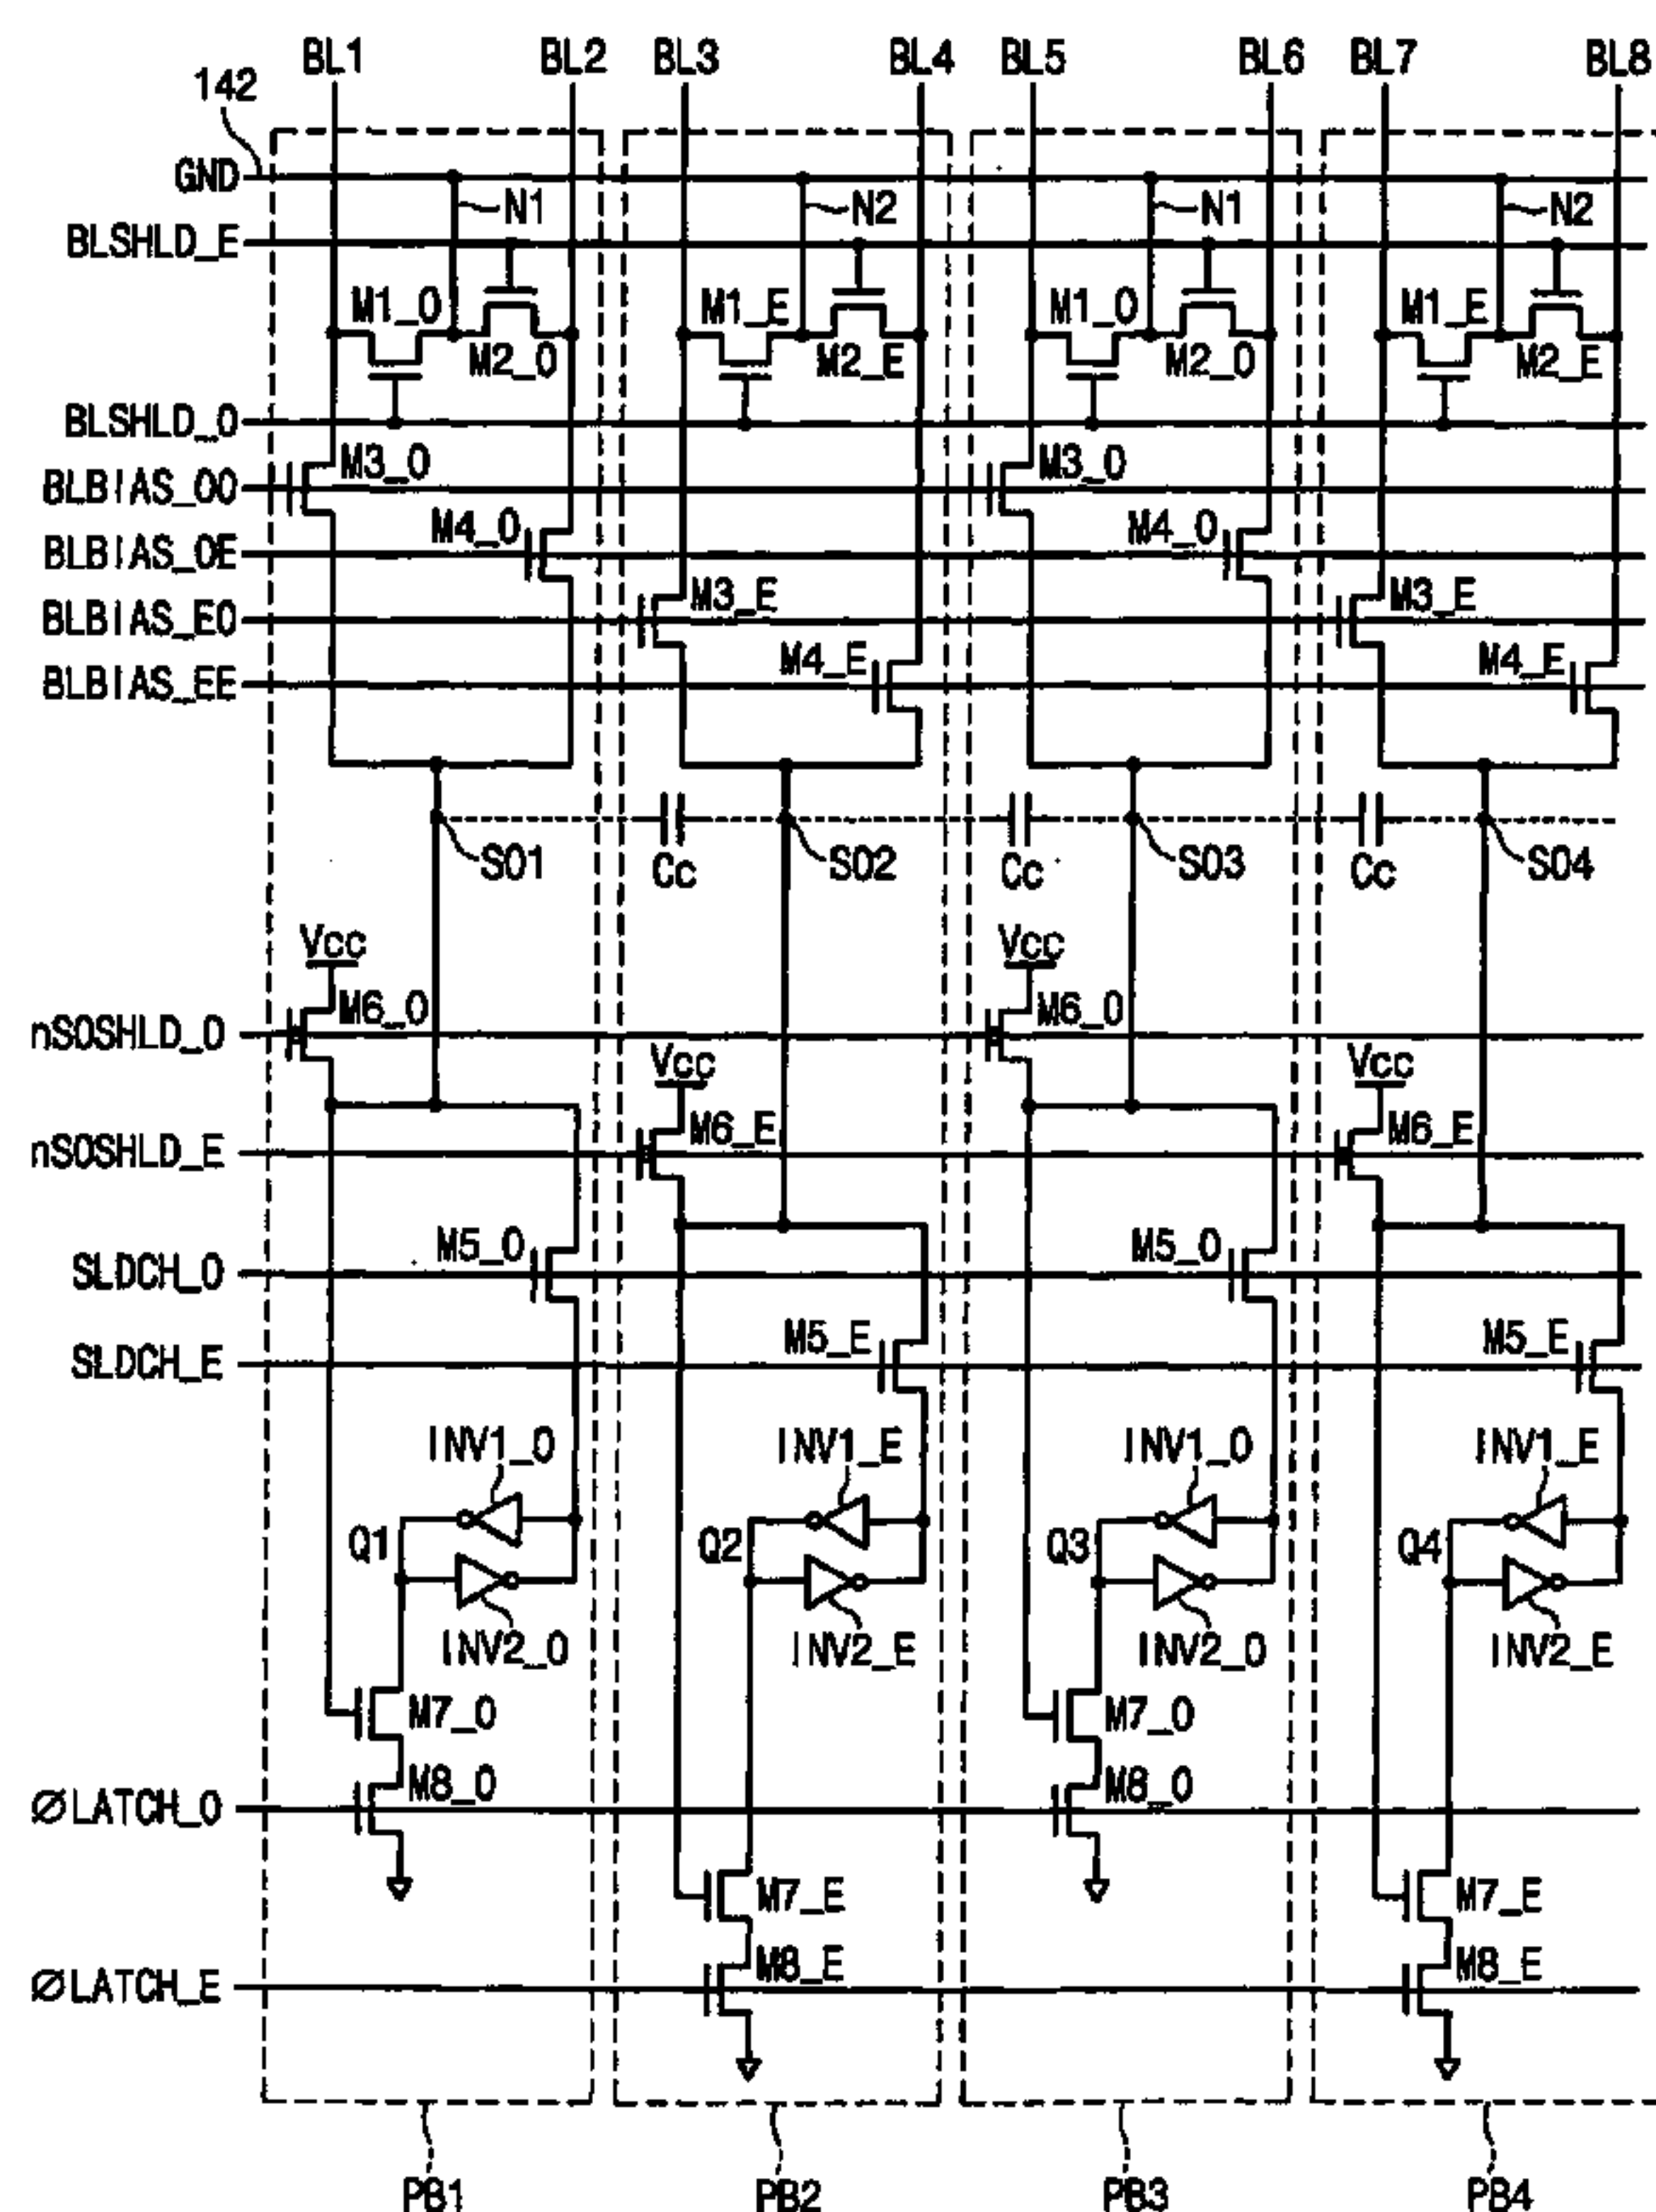 BL1 BL2 BL3 BL4 BL5 BL6 BL7 BL8
142
GND
N1 N2 N1 N2
BLSHLD_E
M1_O M1_E M1_O M1_E
M2_O M2_E M2_O M2_E
BLSHLD_O
M3_O M3_O
BLBIAS_OO
M4_O M4_O
BLBIAS_OE
M3_E M3_E
BLBIAS_EO
M4_E M4_E
BLBIAS_EE
SO1 Cc SO2 Cc SO3 Cc SO4
Vcc Vcc
M6_O M6_O
nSOSHLD_O
Vcc Vcc
M6_E M6_E
nSOSHLD_E
M5_O M5_O
SLDCH_O
M5_E M5_E
SLDCH_E
INV1_O INV1_E INV1_O INV1_E
Q1 Q2 Q3 Q4
INV2_O INV2_E INV2_O INV2_E
M7_O M7_O
M8_O M8_O
ØLATCH_O
M7_E M7_E
M8_E M8_E
ØLATCH_E
PB1 PB2 PB3 PB4